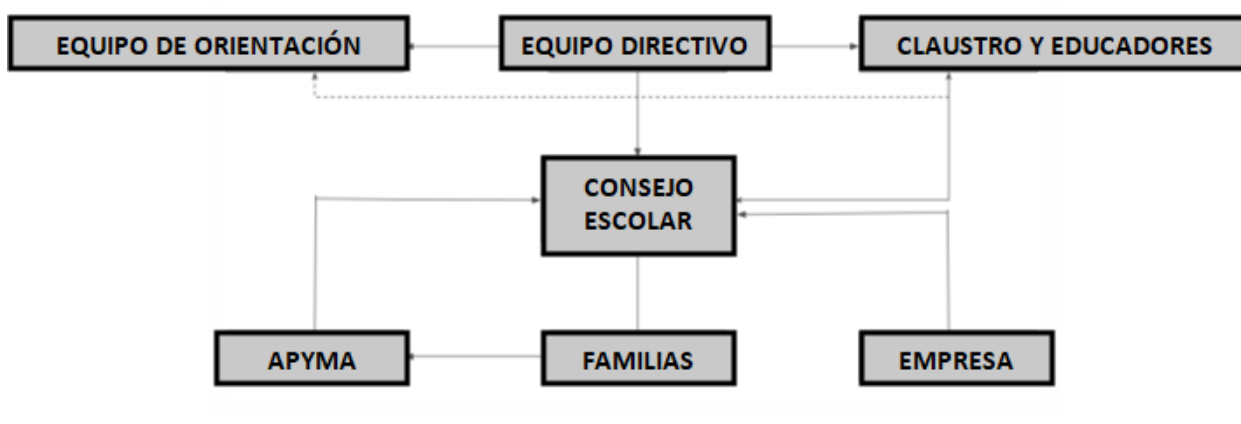 EQUIPO DE ORIENTACIÓN
EQUIPO DIRECTIVO
CLAUSTRO Y EDUCADORES
CONSEJO
ESCOLAR
APYMA
FAMILIAS
EMPRESA